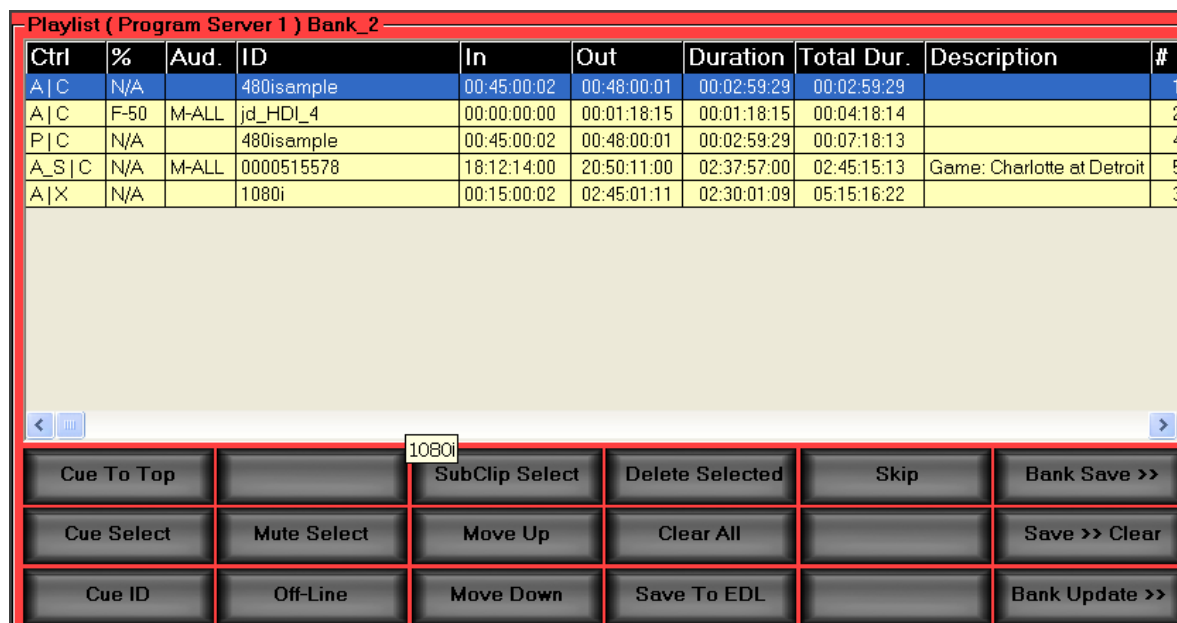 Playlist ( Program Server 1 ) Bank_2
Ctrl % Aud. ID In Out Duration Total Dur. Description #
A|C N/A 480isample 00:45:00:02 00:48:00:01 00:02:59:29 00:02:59:29 1
A|C F-50 M-ALL jd_HDI_4 00:00:00:00 00:01:18:15 00:01:18:15 00:04:18:14 2
P|C N/A 480isample 00:45:00:02 00:48:00:01 00:02:59:29 00:07:18:13 4
A_S|C N/A M-ALL 0000515578 18:12:14:00 20:50:11:00 02:37:57:00 02:45:15:13 Game: Charlotte at Detroit 5
A|X N/A 1080i 00:15:00:02 02:45:01:11 02:30:01:09 05:15:16:22 3
1080i
Cue To Top SubClip Select Delete Selected Skip Bank Save >>
Cue Select Mute Select Move Up Clear All Save >> Clear
Cue ID Off-Line Move Down Save To EDL Bank Update >>